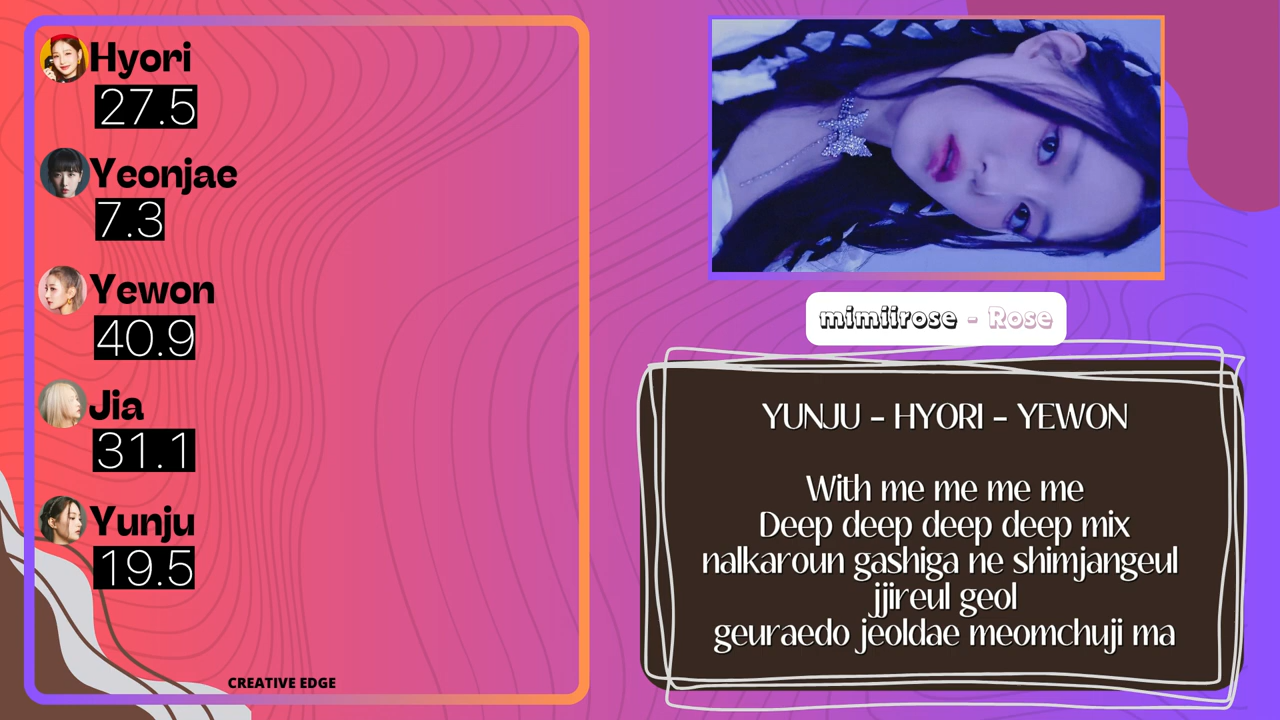 Hyori
27.5
Yeonjae
7.3
Yewon
40.9
Jia
31.1
Yunju
19.5
CREATIVE EDGE
mimiirose - Rose
YUNJU - HYORI - YEWON
With me me me me
Deep deep deep deep mix
nalkaroun gashiga ne shimjangeul
jjireul geol
geuraedo jeoldae meomchuji ma